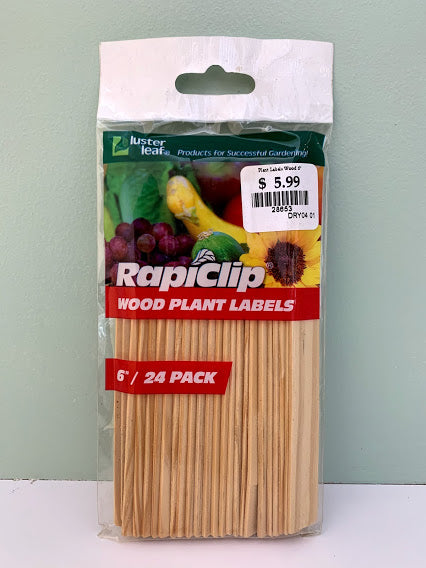 luster
leaf® Products for Successful Gardening!
Plant Labels Wood 6"
$ 5.99
28653
DRY04 01
RapiClip®
WOOD PLANT LABELS
6" / 24 PACK